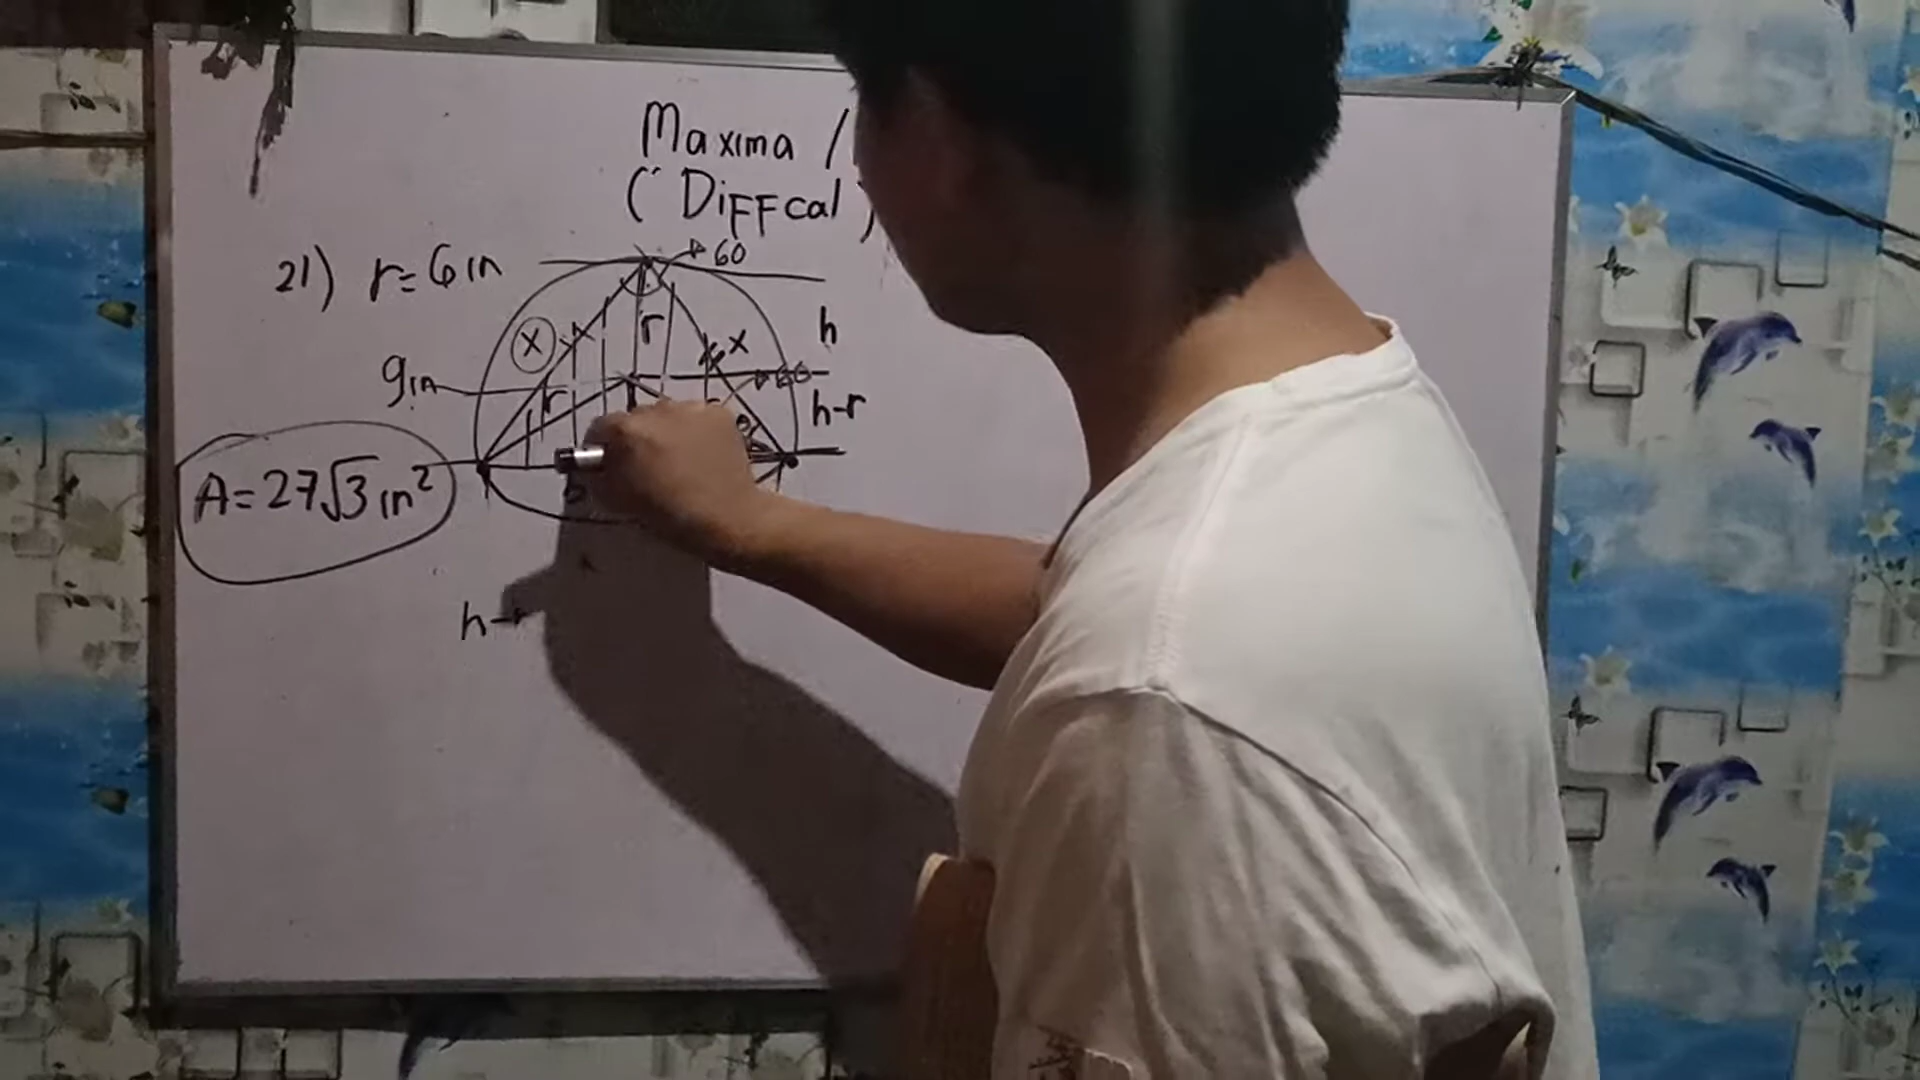 Maxima /
(Diffcal)
21) r=6in
60
h
r
x
x
9in
60
r
h-r
θ
A=27√3 in²
b
h-r